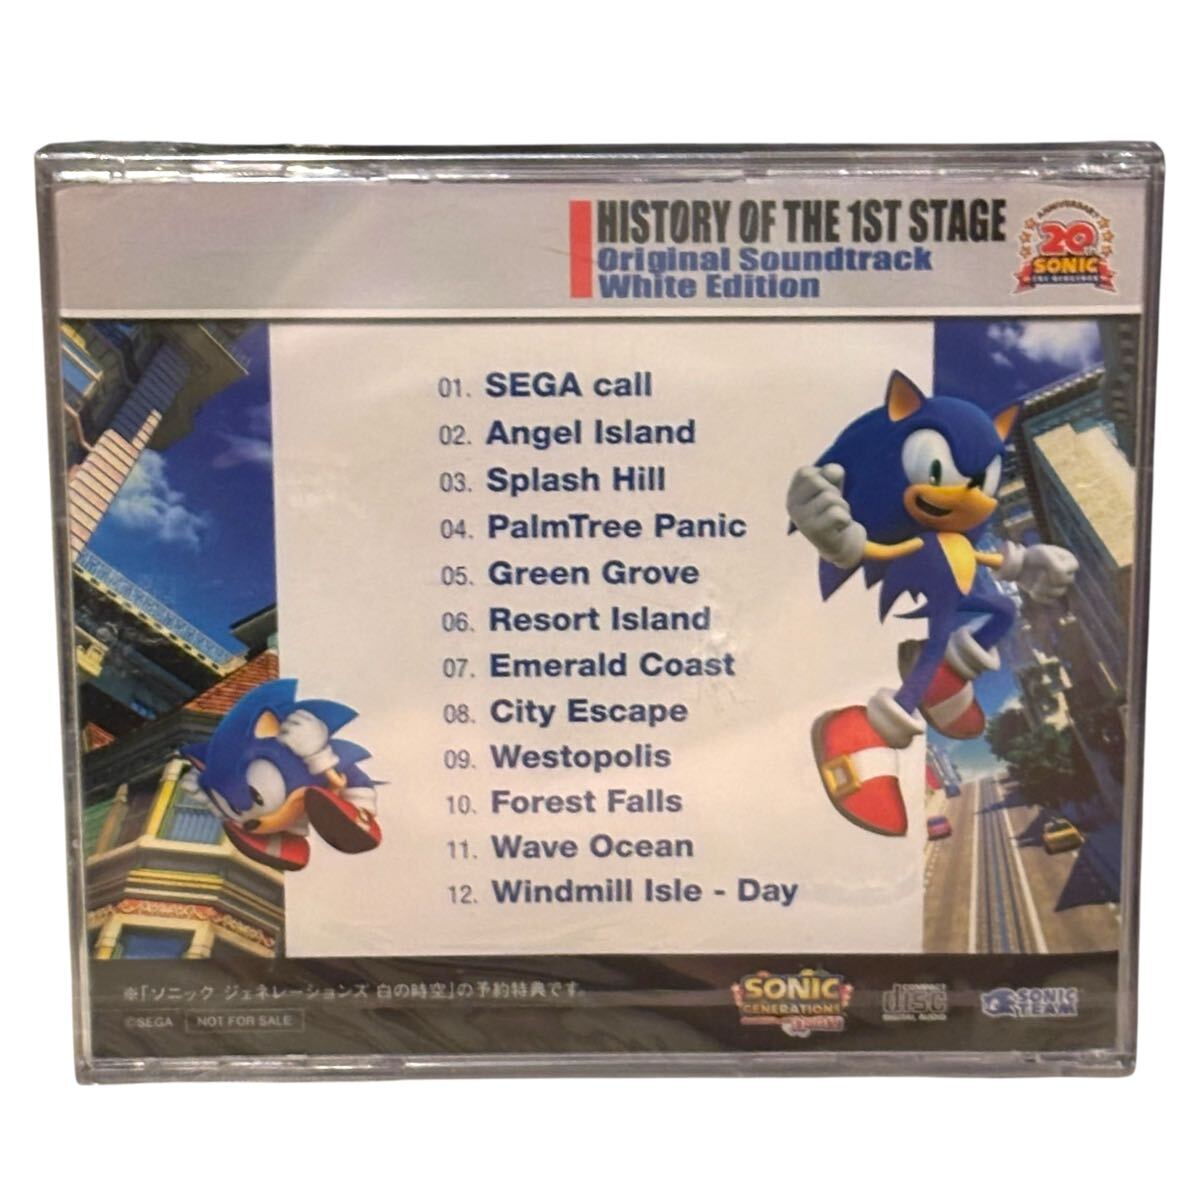 HISTORY OF THE 1ST STAGE
Original Soundtrack
White Edition
ANNIVERSARY
20th
SONIC
THE HEDGEHOG
01. SEGA call
02. Angel Island
03. Splash Hill
04. PalmTree Panic
05. Green Grove
06. Resort Island
07. Emerald Coast
08. City Escape
09. Westopolis
10. Forest Falls
11. Wave Ocean
12. Windmill Isle - Day
※「ソニック ジェネレーションズ 白の時空」の予約特典です。
©SEGA NOT FOR SALE
SONIC
GENERATIONS
COMPACT
disc
DIGITAL AUDIO
SONIC
TEAM